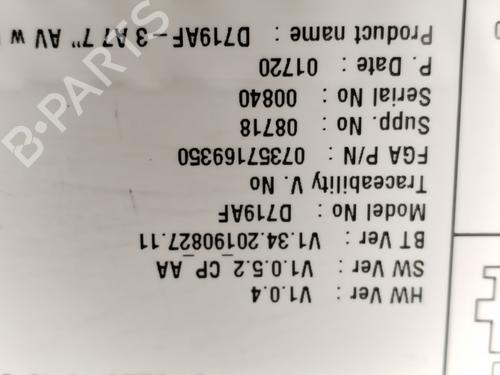 Product name : D719AF-3 A7 7" AV w
P. Date : 01720
Serial No : 00840
Supp. No : 08718
FGA P/N : 07357169350
Traceability V. No
Model No : D719AF
BT Ver : V1.34.20190827.11
SW Ver : V1.0.5.2_CP_AA
HW Ver : V1.0.4
B-PARTS